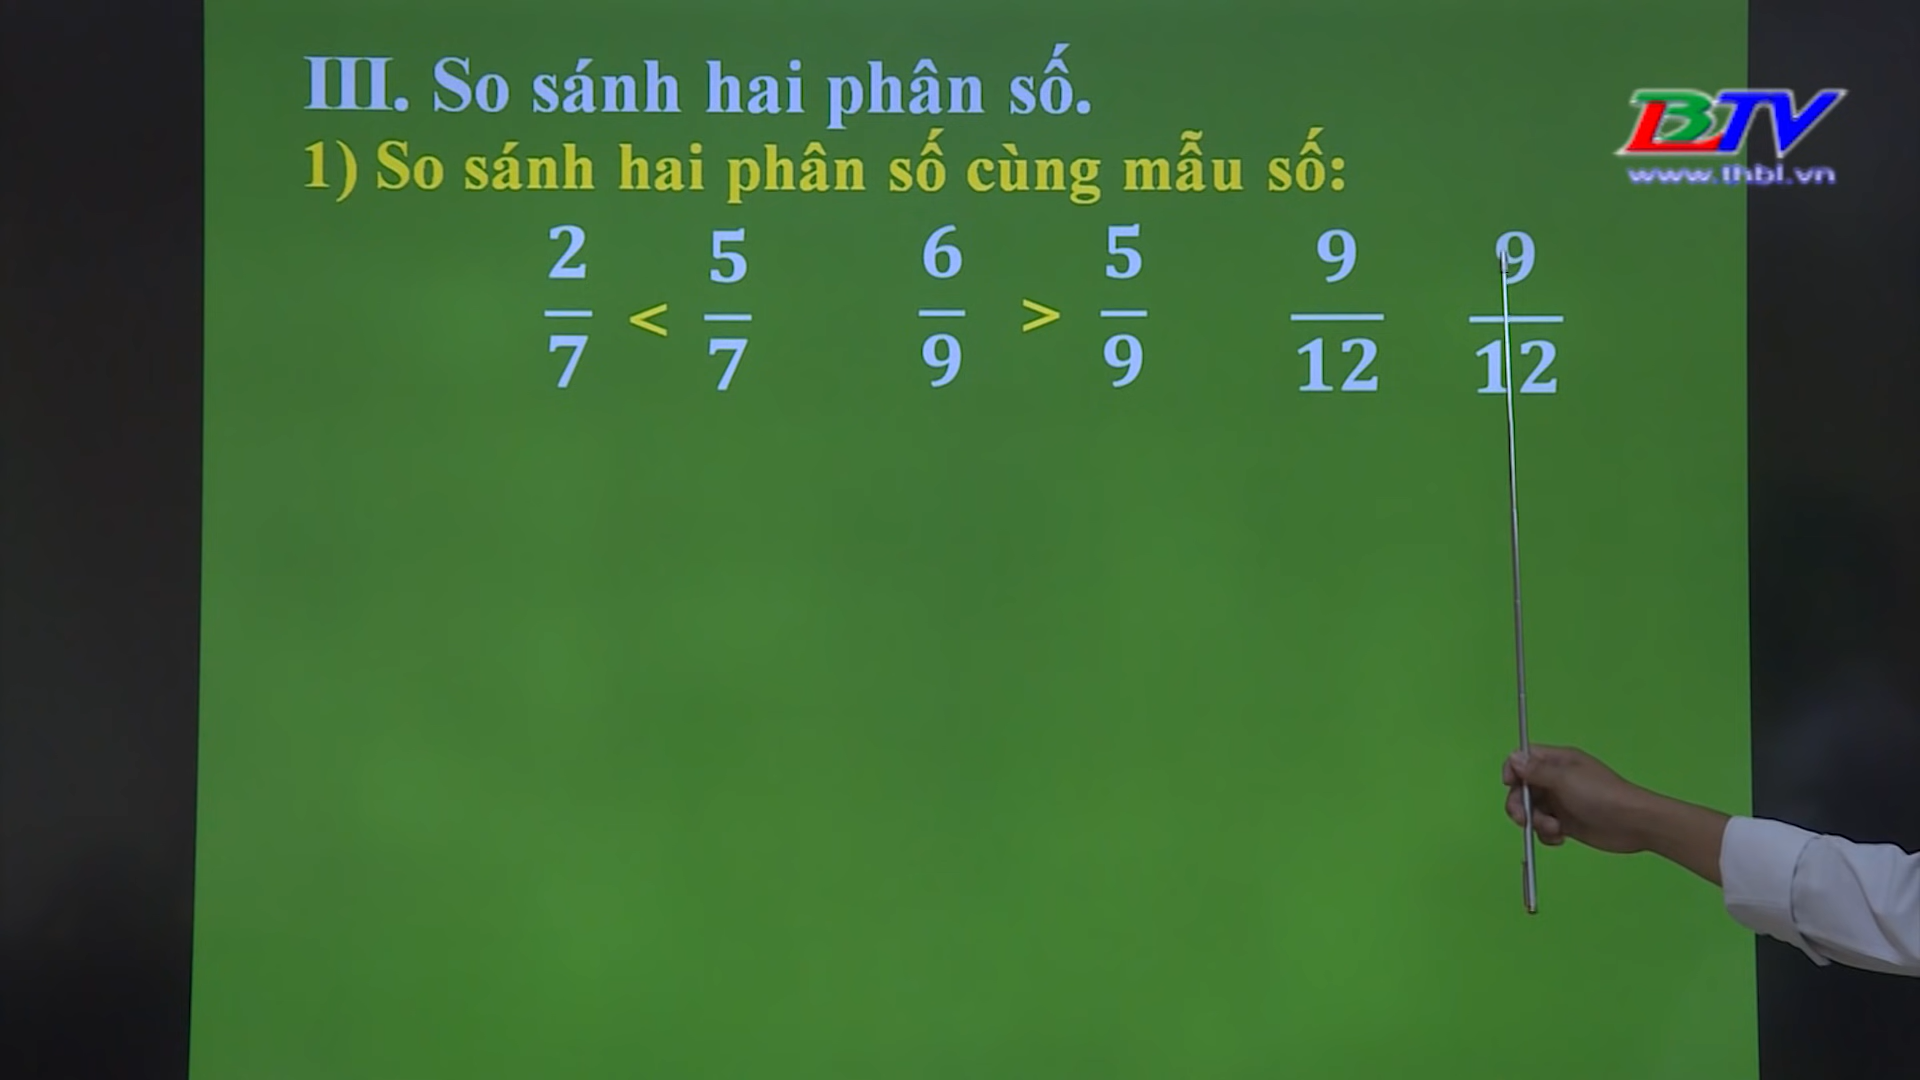 III. So sánh hai phân số.
BTV
www.thbl.vn
1) So sánh hai phân số cùng mẫu số:
2/7 < 5/7 6/9 > 5/9 9/12 9/12